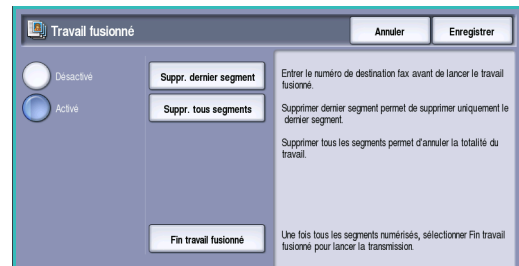 Travail fusionné
Annuler
Enregistrer
Désactivé
Activé
Suppr. dernier segment
Suppr. tous segments
Fin travail fusionné
Entrer le numéro de destination fax avant de lancer le travail
fusionné.
Supprimer dernier segment permet de supprimer uniquement le
dernier segment.
Supprimer tous les segments permet d'annuler la totalité du
travail.
Une fois tous les segments numérisés, sélectionner Fin travail
fusionné pour lancer la transmission.